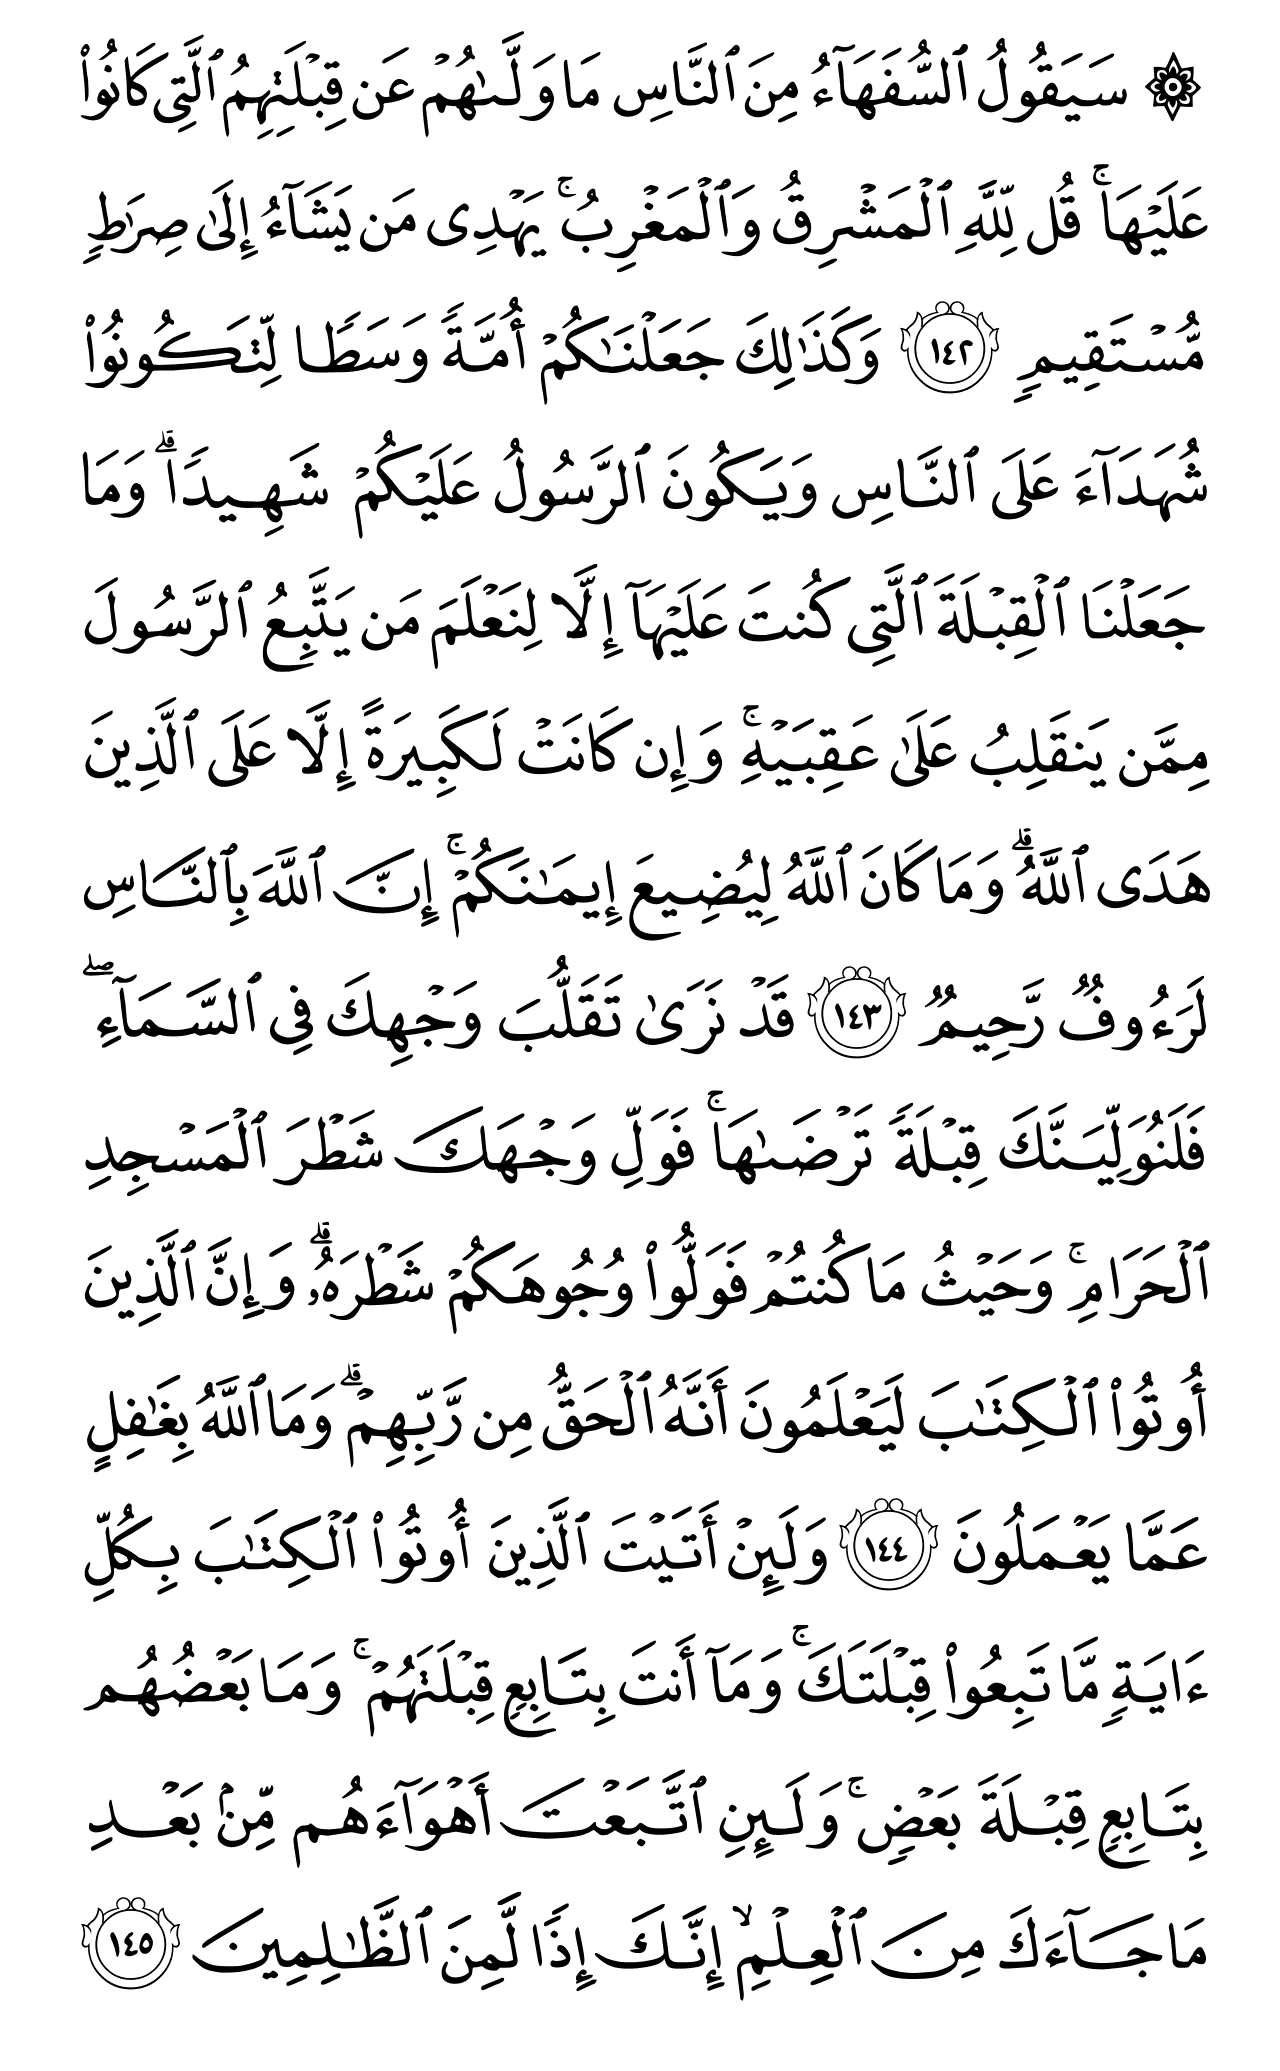 ۞ سَيَقُولُ ٱلسُّفَهَآءُ مِنَ ٱلنَّاسِ مَا وَلَّىٰهُمۡ عَن قِبۡلَتِهِمُ ٱلَّتِي كَانُواْ
عَلَيۡهَاۚ قُل لِّلَّهِ ٱلۡمَشۡرِقُ وَٱلۡمَغۡرِبُۚ يَهۡدِي مَن يَشَآءُ إِلَىٰ صِرَٰطٖ
مُّسۡتَقِيمٖ ١٤٢ وَكَذَٰلِكَ جَعَلۡنَٰكُمۡ أُمَّةٗ وَسَطٗا لِّتَكُونُواْ
شُهَدَآءَ عَلَى ٱلنَّاسِ وَيَكُونَ ٱلرَّسُولُ عَلَيۡكُمۡ شَهِيدٗاۗ وَمَا
جَعَلۡنَا ٱلۡقِبۡلَةَ ٱلَّتِي كُنتَ عَلَيۡهَآ إِلَّا لِنَعۡلَمَ مَن يَتَّبِعُ ٱلرَّسُولَ
مِمَّن يَنقَلِبُ عَلَىٰ عَقِبَيۡهِۚ وَإِن كَانَتۡ لَكَبِيرَةً إِلَّا عَلَى ٱلَّذِينَ
هَدَى ٱللَّهُۗ وَمَا كَانَ ٱللَّهُ لِيُضِيعَ إِيمَٰنَكُمۡۚ إِنَّ ٱللَّهَ بِٱلنَّاسِ
لَرَءُوفٞ رَّحِيمٞ ١٤٣ قَدۡ نَرَىٰ تَقَلُّبَ وَجۡهِكَ فِي ٱلسَّمَآءِۖ
فَلَنُوَلِّيَنَّكَ قِبۡلَةٗ تَرۡضَىٰهَاۚ فَوَلِّ وَجۡهَكَ شَطۡرَ ٱلۡمَسۡجِدِ
ٱلۡحَرَامِۚ وَحَيۡثُ مَا كُنتُمۡ فَوَلُّواْ وُجُوهَكُمۡ شَطۡرَهُۥۗ وَإِنَّ ٱلَّذِينَ
أُوتُواْ ٱلۡكِتَٰبَ لَيَعۡلَمُونَ أَنَّهُ ٱلۡحَقُّ مِن رَّبِّهِمۡۗ وَمَا ٱللَّهُ بِغَٰفِلٍ
عَمَّا يَعۡمَلُونَ ١٤٤ وَلَئِنۡ أَتَيۡتَ ٱلَّذِينَ أُوتُواْ ٱلۡكِتَٰبَ بِكُلِّ
ءَايَةٖ مَّا تَبِعُواْ قِبۡلَتَكَۚ وَمَآ أَنتَ بِتَابِعٖ قِبۡلَتَهُمۡۚ وَمَا بَعۡضُهُم
بِتَابِعٖ قِبۡلَةَ بَعۡضٖۚ وَلَئِنِ ٱتَّبَعۡتَ أَهۡوَآءَهُم مِّنۢ بَعۡدِ
مَا جَآءَكَ مِنَ ٱلۡعِلۡمِۙ إِنَّكَ إِذٗا لَّمِنَ ٱلظَّٰلِمِينَ ١٤٥